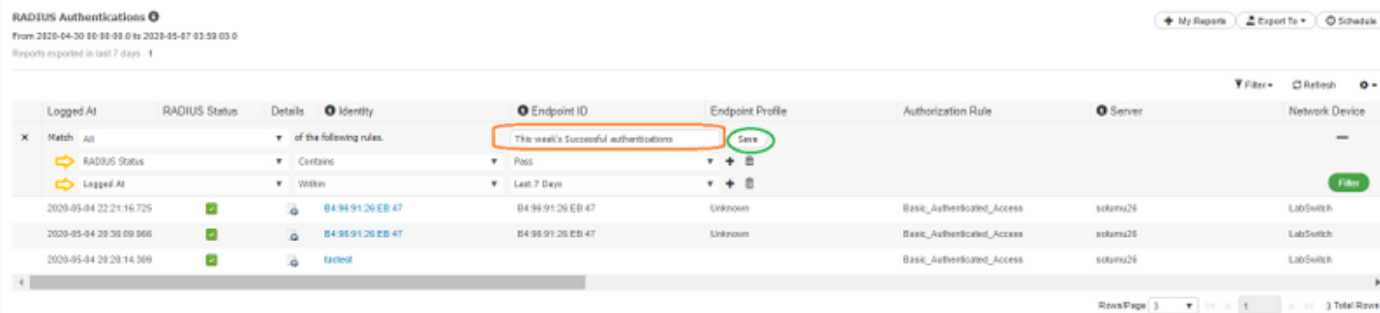 RADIUS Authentications
+ My Reports Export To Schedule
From 2020-04-30 00:00:00.0 to 2020-05-07 03:59:03.0
Reports exported in last 7 days 1
Filter Refresh
Logged At RADIUS Status Details Identity Endpoint ID Endpoint Profile Authorization Rule Server Network Device
× Match All of the following rules. This week's Successful authentications Save
RADIUS Status Contains Pass
Logged At Within Last 7 Days Filter
2020-05-04 22:21:16.725 B4:96:91:26:EB:47 B4:96:91:26:EB:47 Unknown Basic_Authenticated_Access sotumu26 LabSwitch
2020-05-04 20:36:09.966 B4:96:91:26:EB:47 B4:96:91:26:EB:47 Unknown Basic_Authenticated_Access sotumu26 LabSwitch
2020-05-04 20:28:14.309 Basic_Authenticated_Access sotumu26 LabSwitch
Rows/Page 3 1 3 Total Rows